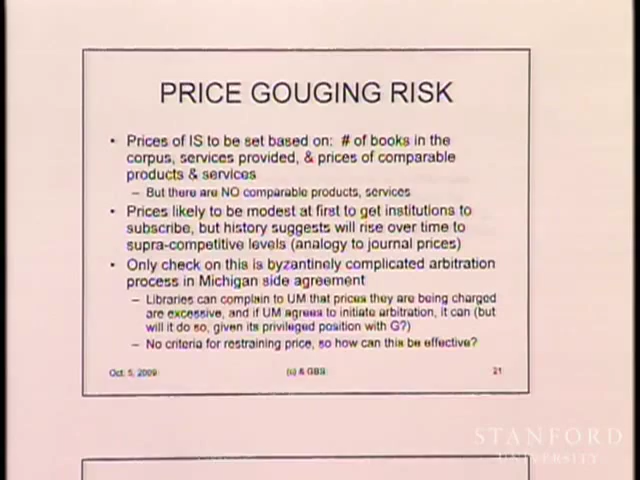 PRICE GOUGING RISK
• Prices of IS to be set based on: # of books in the
corpus, services provided, & prices of comparable
products & services
– But there are NO comparable products, services
• Prices likely to be modest at first to get institutions to
subscribe, but history suggests will rise over time to
supra-competitive levels (analogy to journal prices)
• Only check on this is byzantinely complicated arbitration
process in Michigan side agreement
– Libraries can complain to UM that prices they are being charged
are excessive, and if UM agrees to initiate arbitration, it can (but
will it do so, given its privileged position with G?)
– No criteria for restraining price, so how can this be effective?
Oct. 5, 2009
& GBS
21
STANFORD
UNIVERSITY